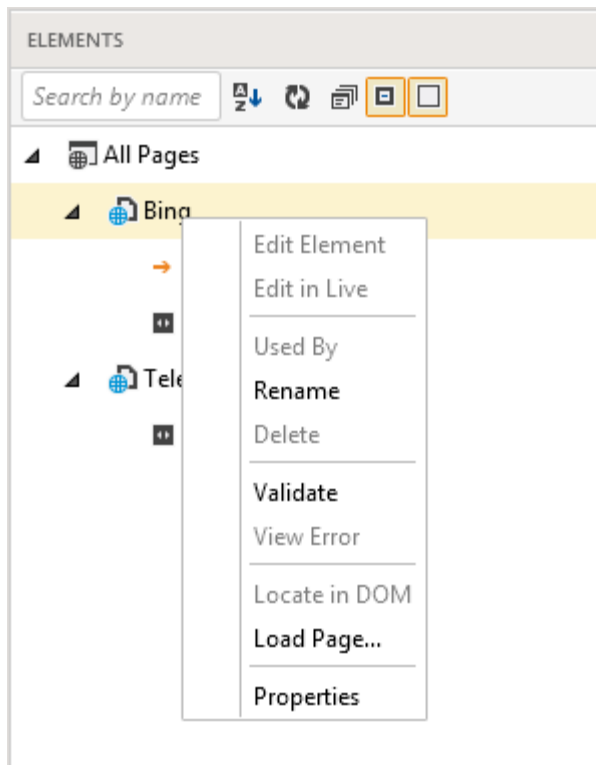 ELEMENTS
Search by name
All Pages
Bing
Edit Element
Edit in Live
Used By
Rename
Tele
Delete
Validate
View Error
Locate in DOM
Load Page...
Properties